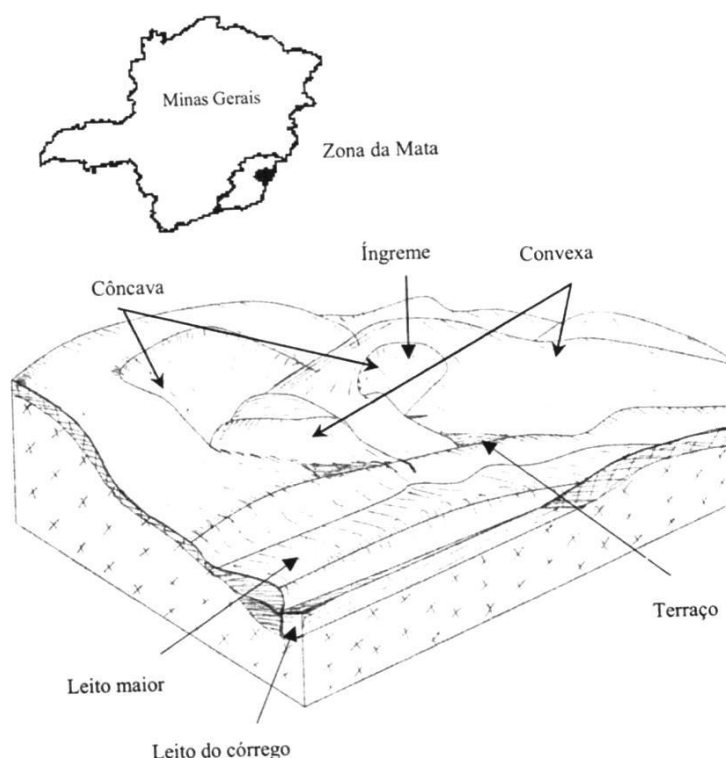 Minas Gerais
Zona da Mata
Íngreme
Convexa
Côncava
Terraço
Leito maior
Leito do córrego